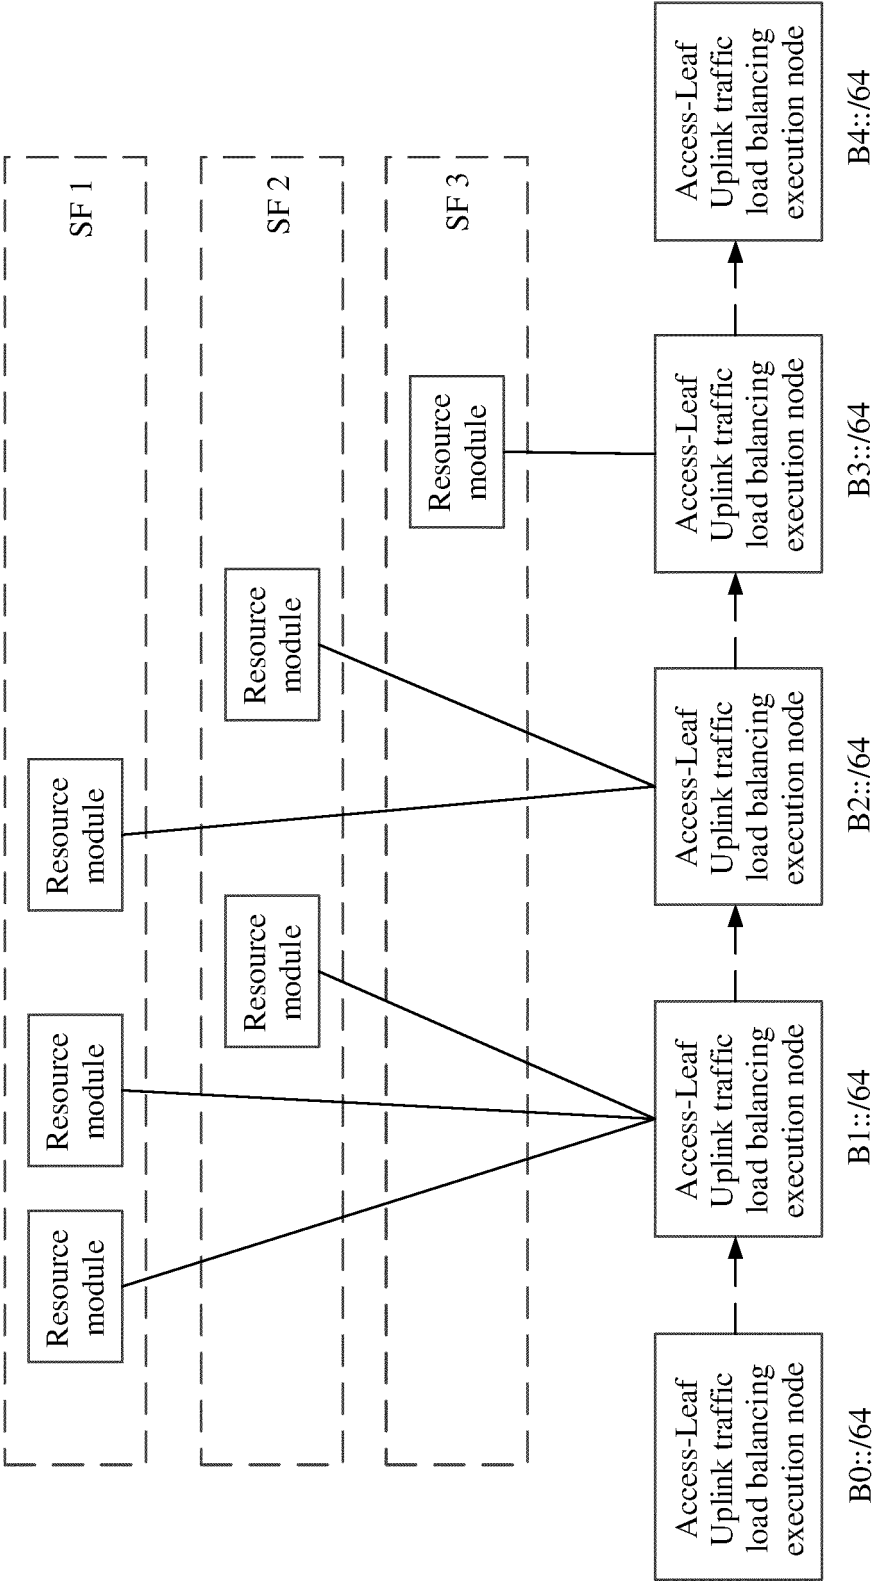 SF 1
Resource
module
Resource
module
Resource
module
SF 2
Resource
module
Resource
module
SF 3
Resource
module
Access-Leaf
Uplink traffic
load balancing
execution node
B0::/64
Access-Leaf
Uplink traffic
load balancing
execution node
B1::/64
Access-Leaf
Uplink traffic
load balancing
execution node
B2::/64
Access-Leaf
Uplink traffic
load balancing
execution node
B3::/64
Access-Leaf
Uplink traffic
load balancing
execution node
B4::/64